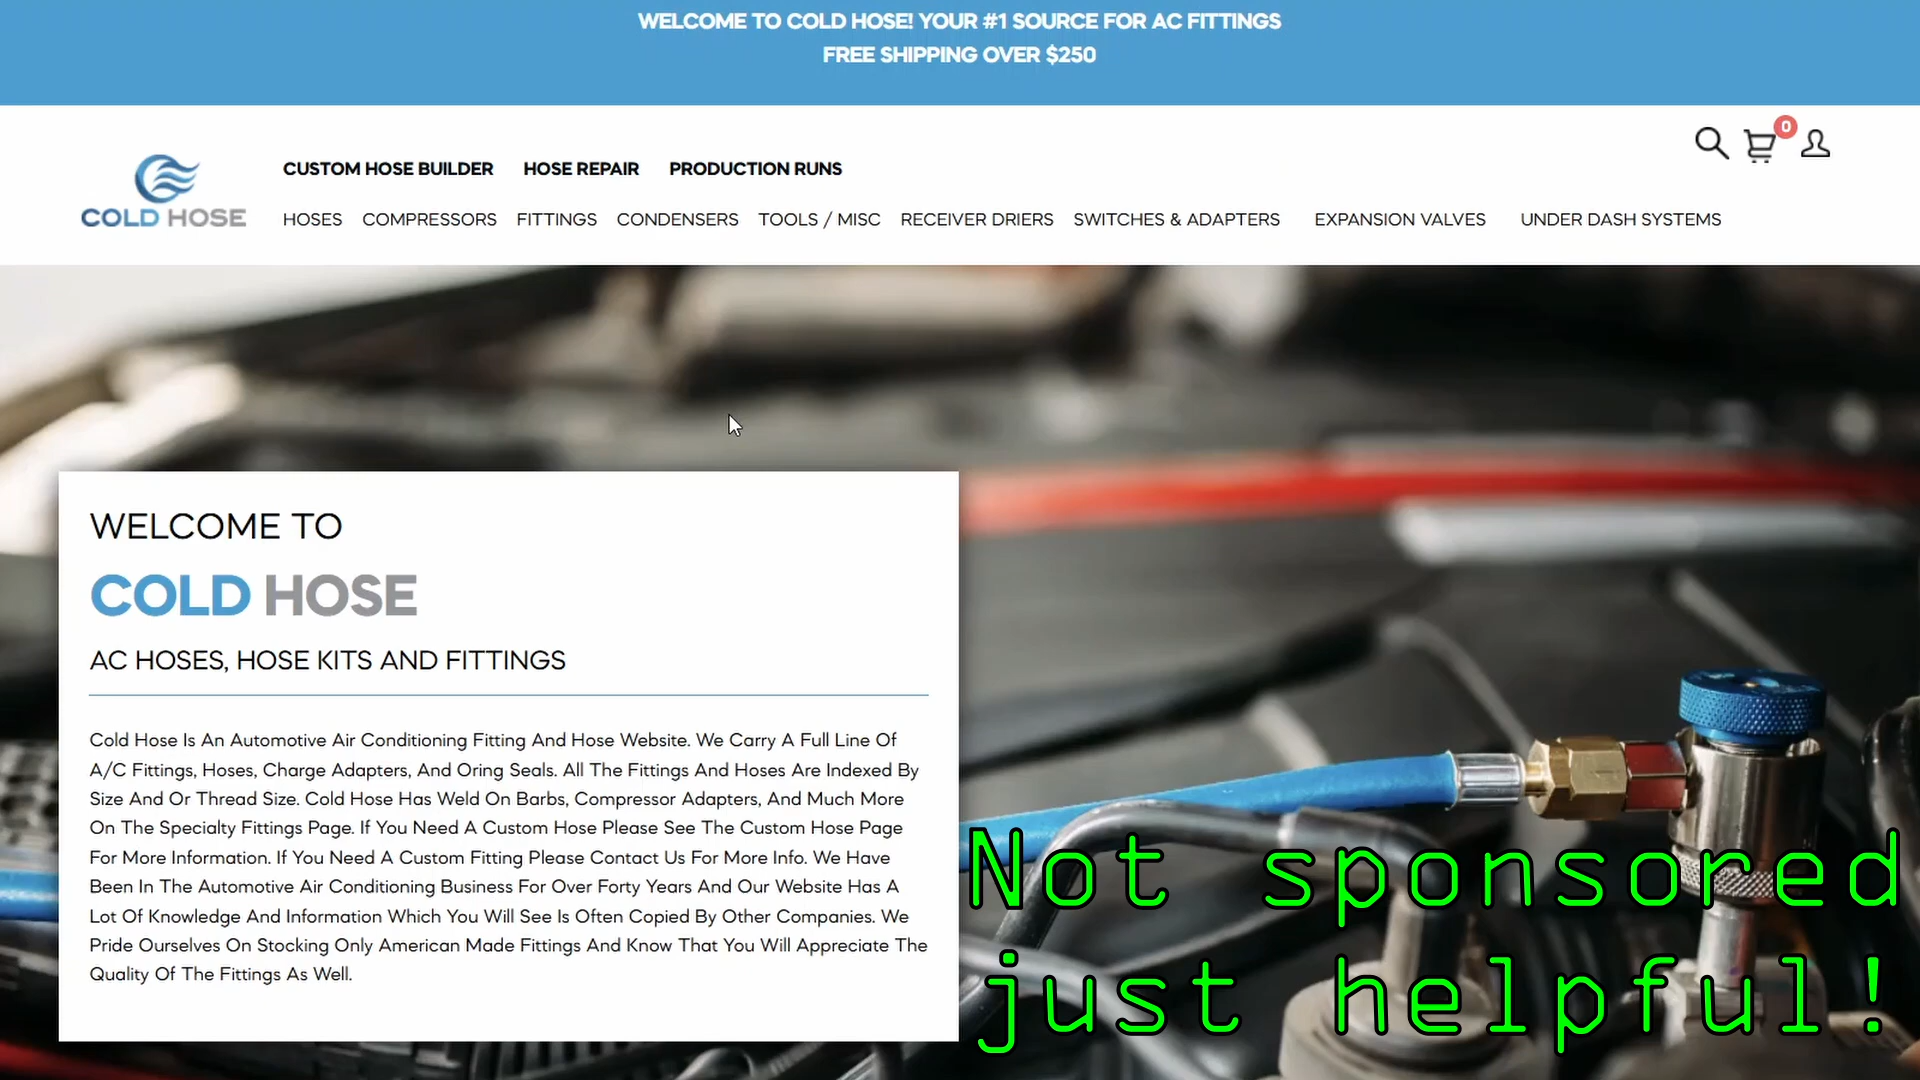 WELCOME TO COLD HOSE! YOUR #1 SOURCE FOR AC FITTINGS
FREE SHIPPING OVER $250
0
CUSTOM HOSE BUILDER HOSE REPAIR PRODUCTION RUNS
COLD HOSE
HOSES COMPRESSORS FITTINGS CONDENSERS TOOLS / MISC RECEIVER DRIERS SWITCHES & ADAPTERS EXPANSION VALVES UNDER DASH SYSTEMS
WELCOME TO
COLD HOSE
AC HOSES, HOSE KITS AND FITTINGS
Cold Hose Is An Automotive Air Conditioning Fitting And Hose Website. We Carry A Full Line Of
A/C Fittings, Hoses, Charge Adapters, And Oring Seals. All The Fittings And Hoses Are Indexed By
Size And Or Thread Size. Cold Hose Has Weld On Barbs, Compressor Adapters, And Much More
On The Specialty Fittings Page. If You Need A Custom Hose Please See The Custom Hose Page
For More Information. If You Need A Custom Fitting Please Contact Us For More Info. We Have
Been In The Automotive Air Conditioning Business For Over Forty Years And Our Website Has A
Lot Of Knowledge And Information Which You Will See Is Often Copied By Other Companies. We
Pride Ourselves On Stocking Only American Made Fittings And Know That You Will Appreciate The
Quality Of The Fittings As Well.
Not sponsored
just helpful!